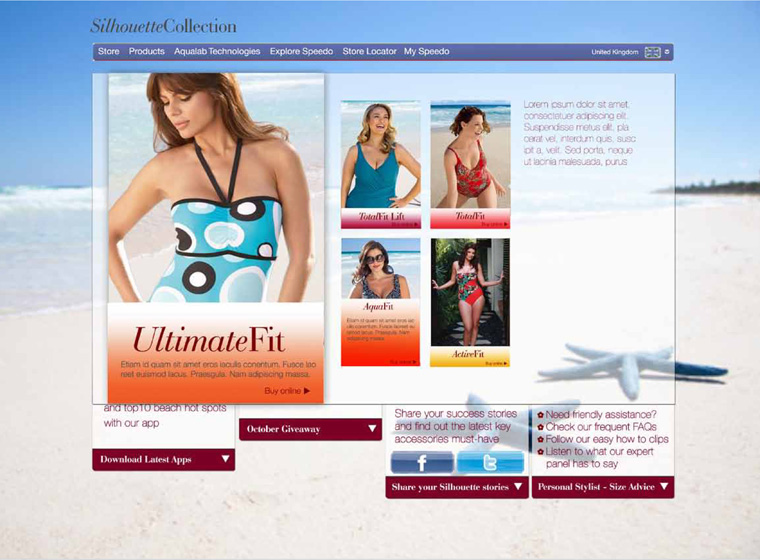 SilhouetteCollection
Store Products Aqualab Technologies Explore Speedo Store Locator My Speedo
United Kingdom
UltimateFit
Etiam id quam sit amet eros iaculis conentum. Fusce lao
reet euismod lacus. Praesgula. Nam adipiscing massa.
Buy online
TotalFit Lift
Buy online
TotalFit
Buy online
AquaFit
Etiam id quam sit amet eros iac
ulis conentum. Fusce laoreet eu
ismod lacus. Praesgula. Nam
adipiscing massa.
Buy online
ActiveFit
Buy online
Lorem ipsum dolor sit amet,
consectetuer adipiscing elit.
Suspendisse metus elit, pla
cerat vel, interdum quis, susc
ipit a, velit. Sed porta, neque
ut lacinia malesuada, purus
and top10 beach hot spots
with our app
Download Latest Apps
October Giveaway
Share your success stories
and find out the latest key
accessories must-have
Share your Silhouette stories
Need friendly assistance?
Check our frequent FAQs
Follow our easy how to clips
Listen to what our expert
panel has to say
Personal Stylist - Size Advice